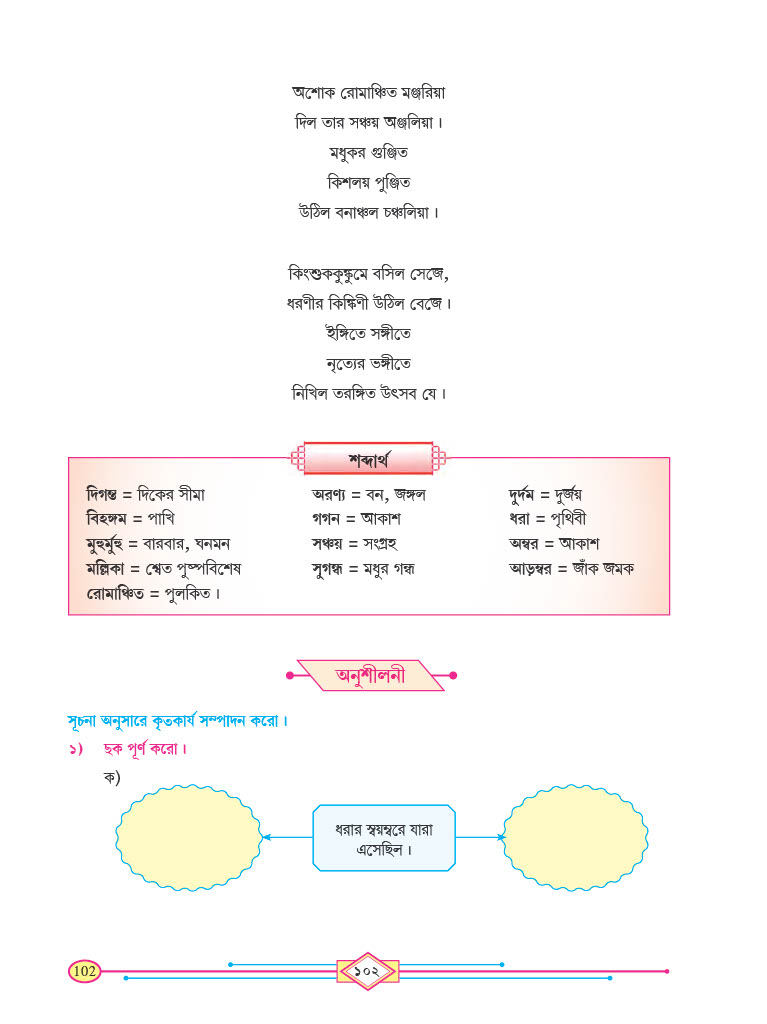 অশোক রোমাঞ্চিত মঞ্জরিয়া
দিল তার সঞ্চয় অঞ্জলিয়া।
মধুকর গুঞ্জিত
কিশলয় পুঞ্জিত
উঠিল বনাঞ্চল চঞ্চলিয়া।
কিংশুককুঙ্কুমে বসিল সেজে,
ধরণীর কিঙ্কিণী উঠিল বেজে।
ইঙ্গিতে সঙ্গীতে
নৃত্যের ভঙ্গীতে
নিখিল তরঙ্গিত উৎসব যে।
শব্দার্থ
দিগন্ত = দিকের সীমা অরণ্য = বন, জঙ্গল দুর্দম = দুর্জয়
বিহঙ্গম = পাখি গগন = আকাশ ধরা = পৃথিবী
মুহুর্মুহু = বারবার, ঘনমন সঞ্চয় = সংগ্রহ অম্বর = আকাশ
মল্লিকা = শ্বেত পুষ্পবিশেষ সুগন্ধ = মধুর গন্ধ আড়ম্বর = জাঁক জমক
রোমাঞ্চিত = পুলকিত।
অনুশীলনী
সূচনা অনুসারে কৃতকার্য সম্পাদন করো।
১) ছক পূর্ণ করো।
ক)
ধরার স্বয়ম্বরে যারা
এসেছিল।
102 ১০২